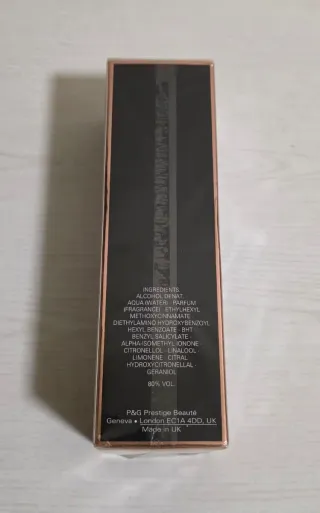 INGREDIENTS
ALCOHOL DENAT.
AQUA (WATER) · PARFUM
(FRAGRANCE) · ETHYLHEXYL
METHOXYCINNAMATE
DIETHYLAMINO HYDROXYBENZOYL
HEXYL BENZOATE · BHT
BENZYL SALICYLATE
ALPHA-ISOMETHYL IONONE
CITRONELLOL · LINALOOL
LIMONENE · CITRAL
HYDROXYCITRONELLAL
GERANIOL
80% VOL.
P&G Prestige Beauté
Geneva • London EC1A 4DD, UK
Made in UK